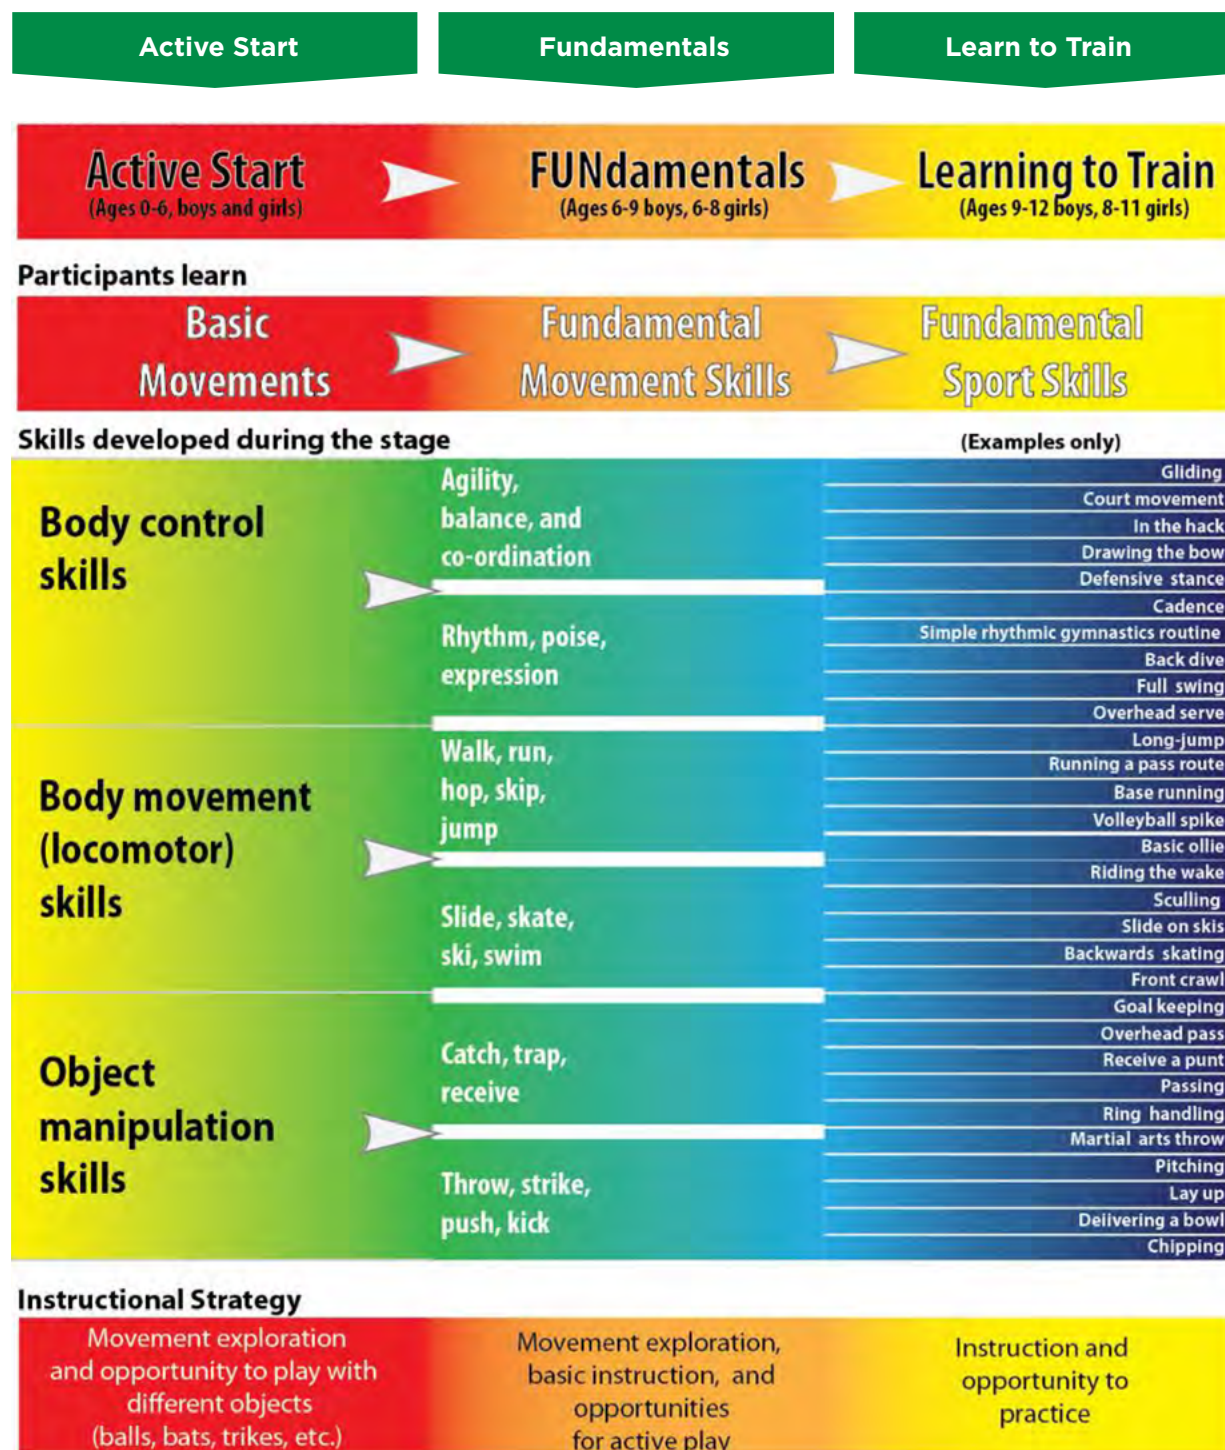 Active Start
Fundamentals
Learn to Train
Active Start
(Ages 0-6, boys and girls)
FUNdamentals
(Ages 6-9 boys, 6-8 girls)
Learning to Train
(Ages 9-12 boys, 8-11 girls)
Participants learn
Basic
Movements
Fundamental
Movement Skills
Fundamental
Sport Skills
Skills developed during the stage
(Examples only)
Body control
skills
Agility,
balance, and
co-ordination
Rhythm, poise,
expression
Gliding
Court movement
In the hack
Drawing the bow
Defensive stance
Cadence
Simple rhythmic gymnastics routine
Back dive
Full swing
Overhead serve
Body movement
(locomotor)
skills
Walk, run,
hop, skip,
jump
Slide, skate,
ski, swim
Long-jump
Running a pass route
Base running
Volleyball spike
Basic ollie
Riding the wake
Sculling
Slide on skis
Backwards skating
Front crawl
Object
manipulation
skills
Catch, trap,
receive
Throw, strike,
push, kick
Goal keeping
Overhead pass
Receive a punt
Passing
Ring handling
Martial arts throw
Pitching
Lay up
Delivering a bowl
Chipping
Instructional Strategy
Movement exploration
and opportunity to play with
different objects
(balls, bats, trikes, etc.)
Movement exploration,
basic instruction, and
opportunities
for active play
Instruction and
opportunity to
practice